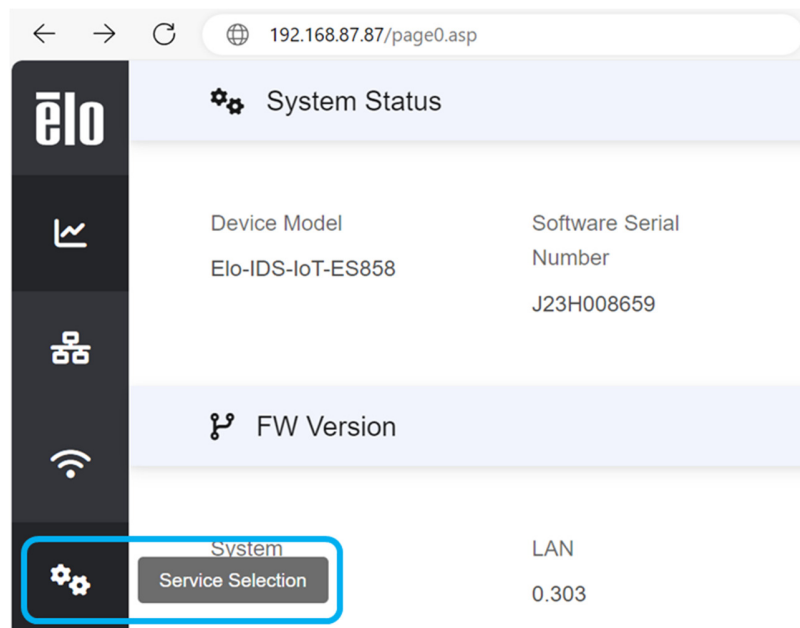 192.168.87.87/page0.asp
ēlo
System Status
Device Model
Elo-IDS-IoT-ES858
Software Serial
Number
J23H008659
FW Version
System
Service Selection
LAN
0.303